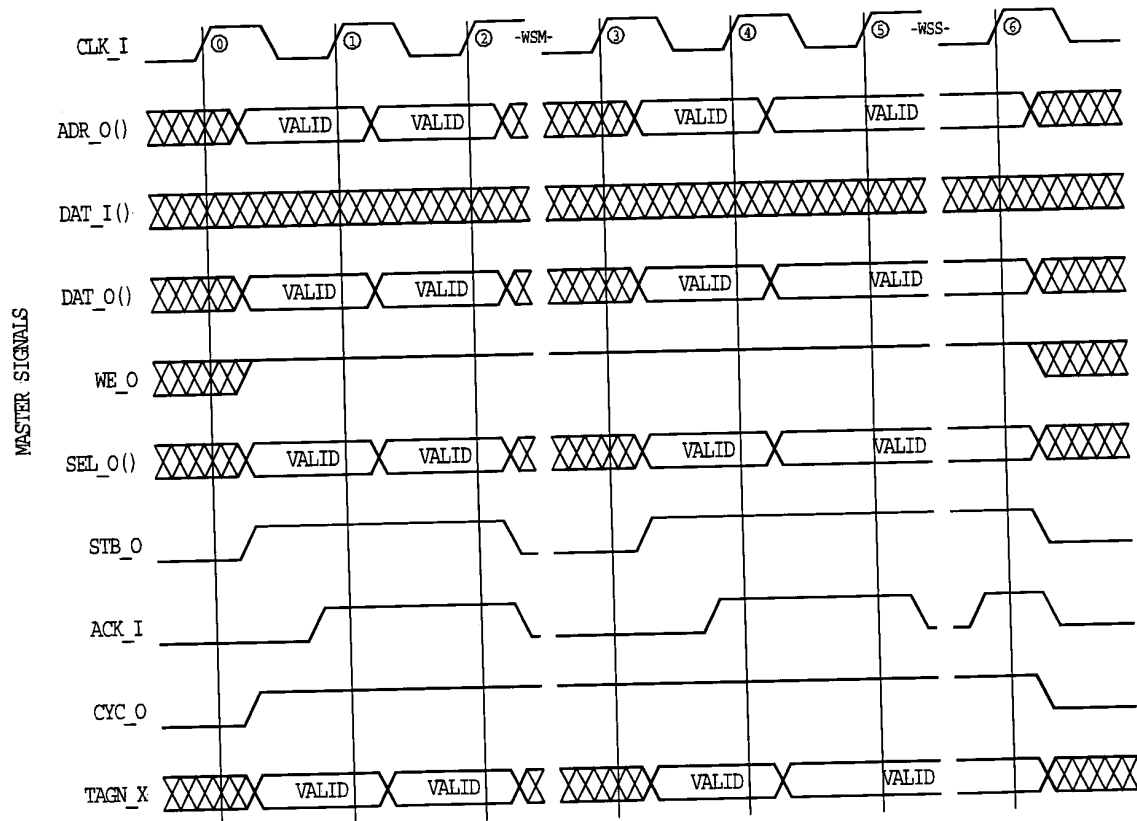 CLK_I ⓪ ① ② -WSM- ③ ④ ⑤ -WSS- ⑥
ADR_O() VALID VALID VALID VALID
DAT_I()
DAT_O() VALID VALID VALID VALID
WE_O
SEL_O() VALID VALID VALID VALID
STB_O
ACK_I
CYC_O
TAGN_X VALID VALID VALID VALID
MASTER SIGNALS